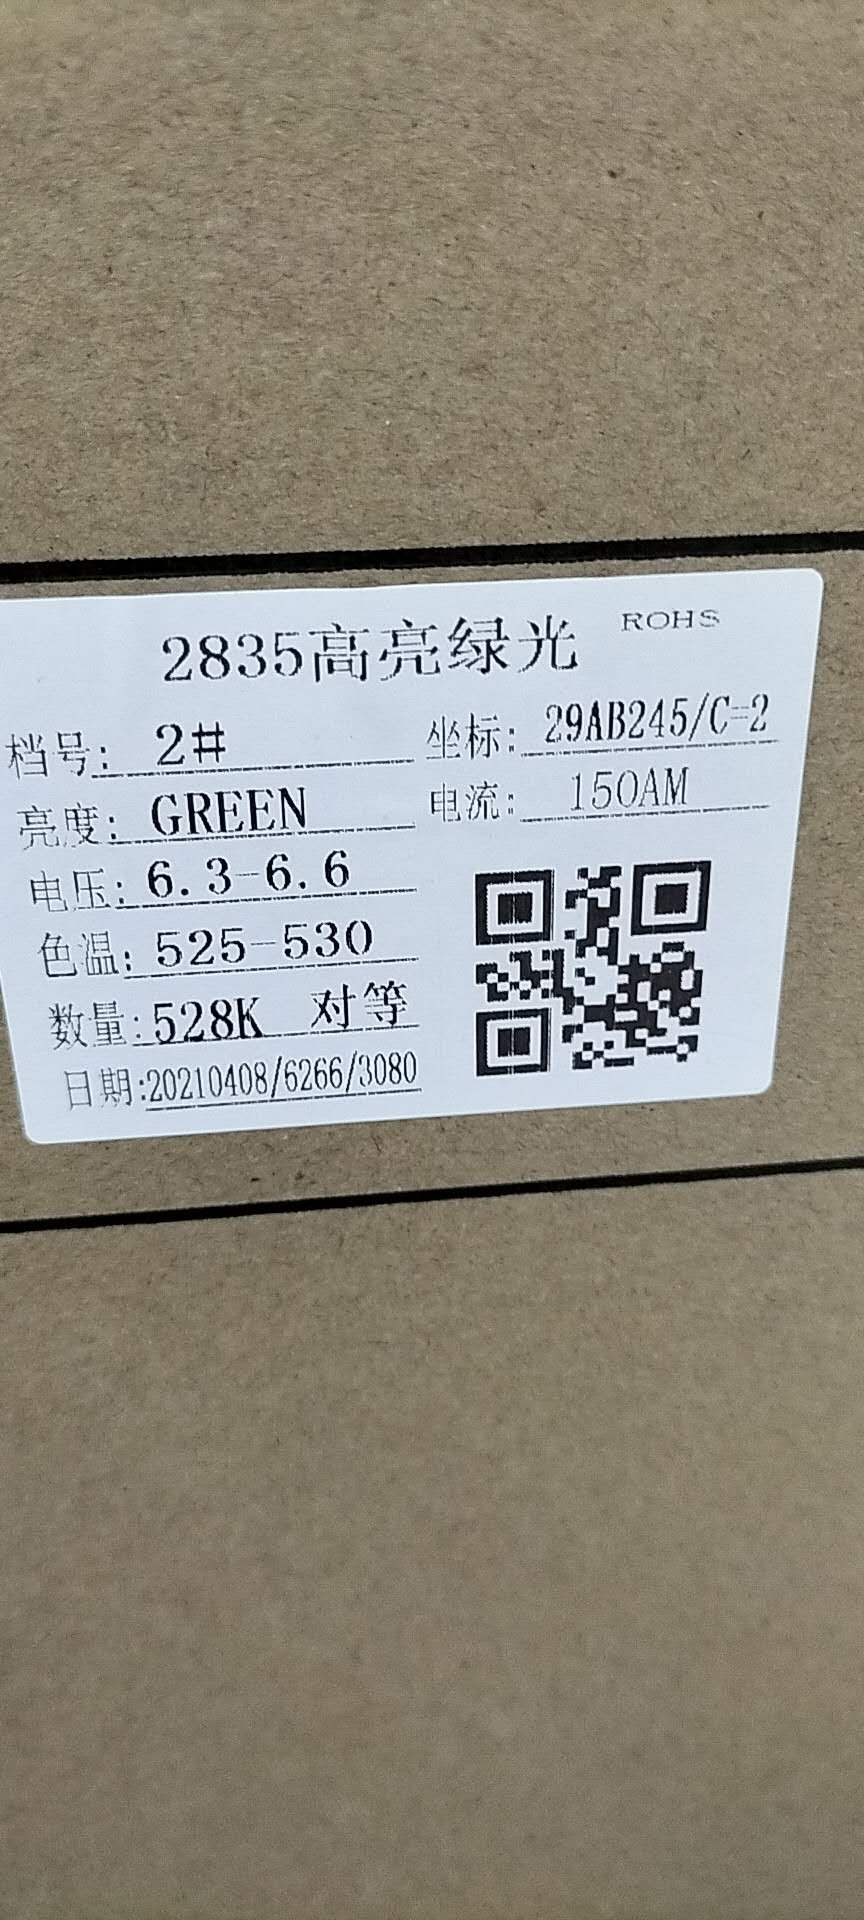 2835高亮绿光 ROHS
档号: 2# 坐标: 29AB245/C-2
亮度: GREEN 电流: 150AM
电压: 6.3-6.6
色温: 525-530
数量:528K 对等
日期:20210408/6266/3080